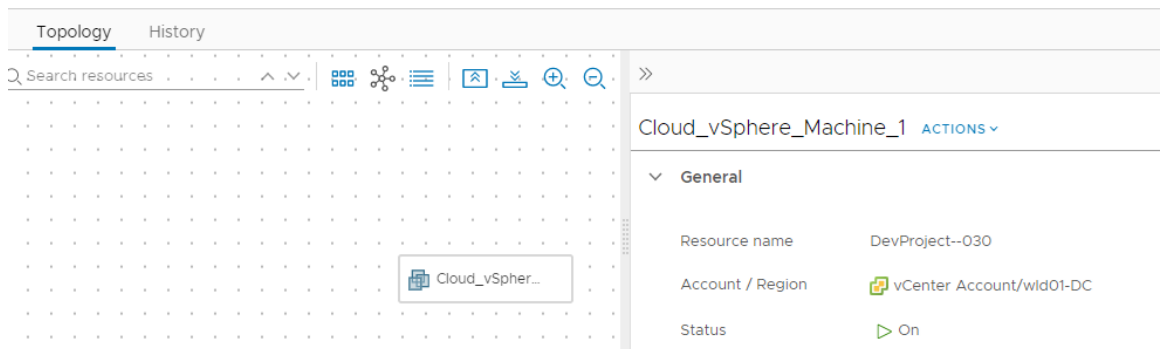 Topology History
Search resources
Cloud_vSpher...
Cloud_vSphere_Machine_1 ACTIONS
General
Resource name DevProject--030
Account / Region vCenter Account/wld01-DC
Status On